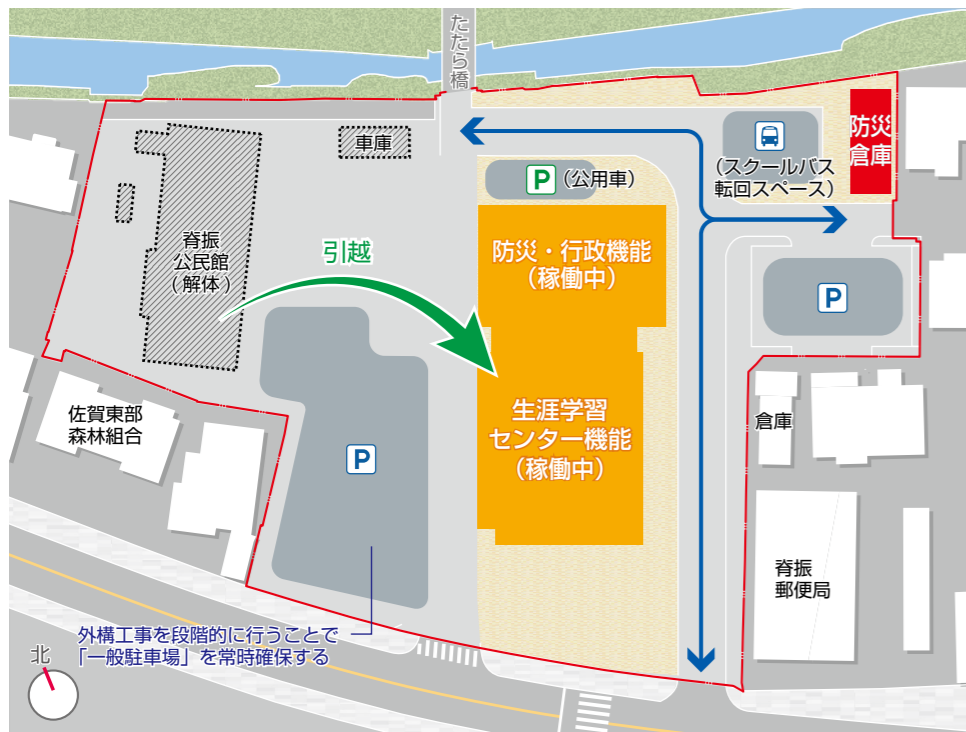 たたら橋
車庫
P (公用車)
(スクールバス
転回スペース)
防災
倉庫
脊振
公民館
(解体)
引越
防災・行政機能
(稼働中)
P
生涯学習
センター機能
(稼働中)
佐賀東部
森林組合
P
倉庫
脊振
郵便局
外構工事を段階的に行うことで
「一般駐車場」を常時確保する
北